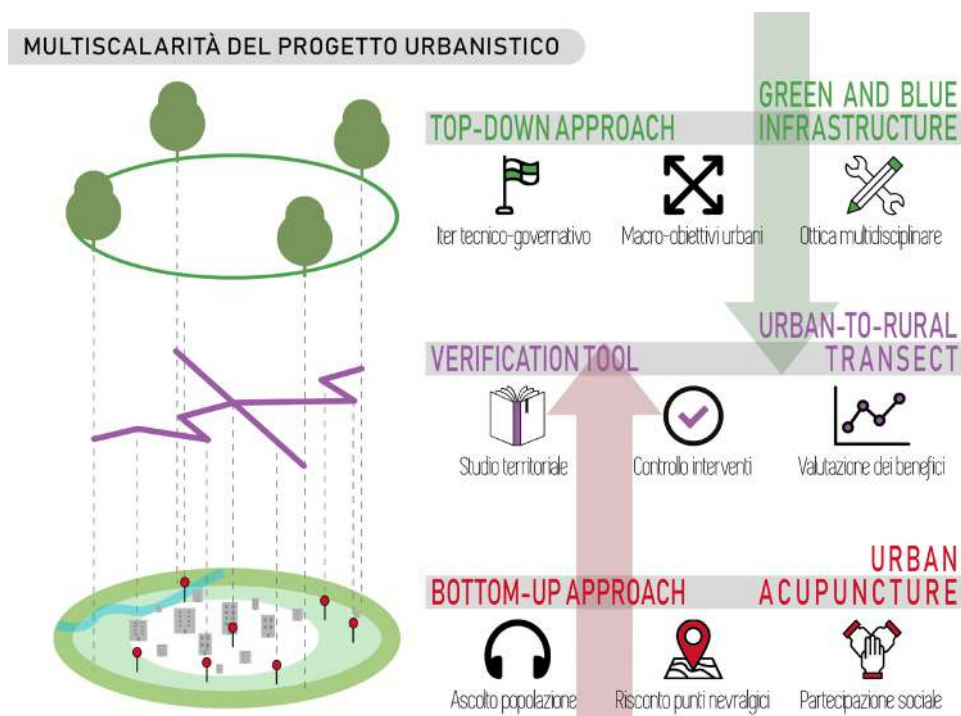 MULTISCALARITÀ DEL PROGETTO URBANISTICO
TOP-DOWN APPROACH
GREEN AND BLUE
INFRASTRUCTURE
Iter tecnico-governativo
Macro-obiettivi urbani
Ottica multidisciplinare
VERIFICATION TOOL
URBAN-TO-RURAL
TRANSECT
Studio territoriale
Controllo interventi
Valutazione dei benefici
BOTTOM-UP APPROACH
URBAN
ACUPUNCTURE
Ascolto popolazione
Risconto punti nevralgici
Partecipazione sociale